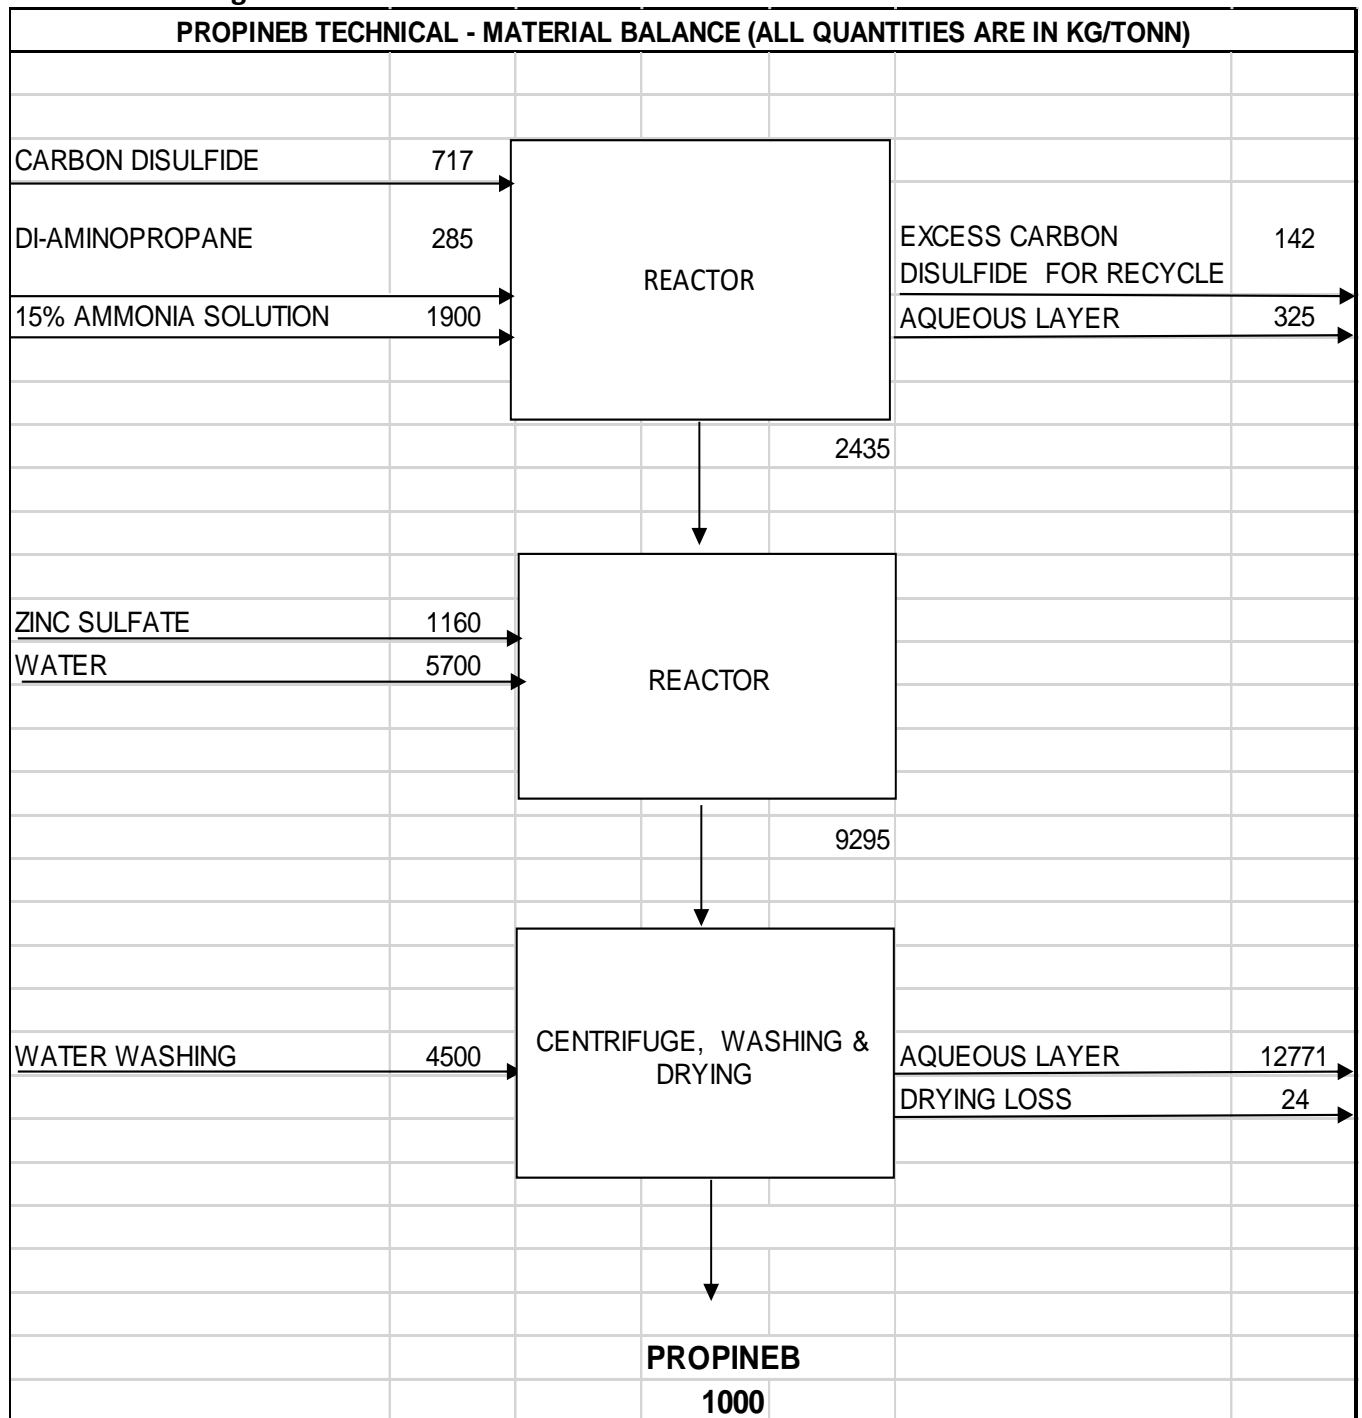 PROPINEB TECHNICAL - MATERIAL BALANCE (ALL QUANTITIES ARE IN KG/TONN)
CARBON DISULFIDE 717
DI-AMINOPROPANE 285
15% AMMONIA SOLUTION 1900
REACTOR
EXCESS CARBON 142
DISULFIDE FOR RECYCLE
AQUEOUS LAYER 325
2435
ZINC SULFATE 1160
WATER 5700
REACTOR
9295
WATER WASHING 4500
CENTRIFUGE, WASHING &
DRYING
AQUEOUS LAYER 12771
DRYING LOSS 24
PROPINEB
1000